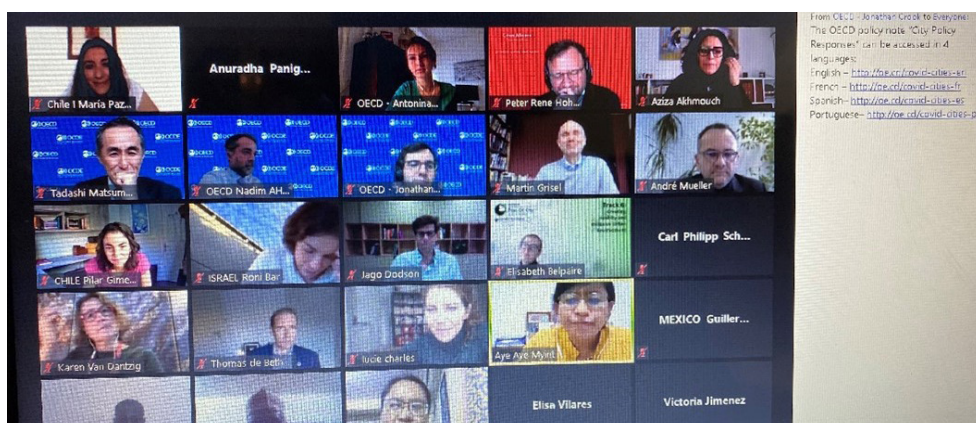 Chile I María Paz...
Anuradha Panig...
OECD - Antonina...
Peter Rene Hoh...
Aziza Akhmouch
Tadashi Matsum...
OECD Nadim AH...
OECD - Jonathan...
Martin Grisel
André Mueller
CHILE Pilar Gime...
ISRAEL Roni Bar
Jago Dodson
Elisabeth Belpaire
Carl Philipp Sch...
Karen Van Dantzig
Thomas de Beth...
lucie charles
Aye Aye Myint
MEXICO Guiller...
Elisa Vilares
Victoria Jimenez
From OECD - Jonathan Crook to Everyone:
The OECD policy note "City Policy
Responses" can be accessed in 4
languages:
English – http://oe.cd/covid-cities-en
French – http://oe.cd/covid-cities-fr
Spanish– http://oe.cd/covid-cities-es
Portuguese– http://oe.cd/covid-cities-p